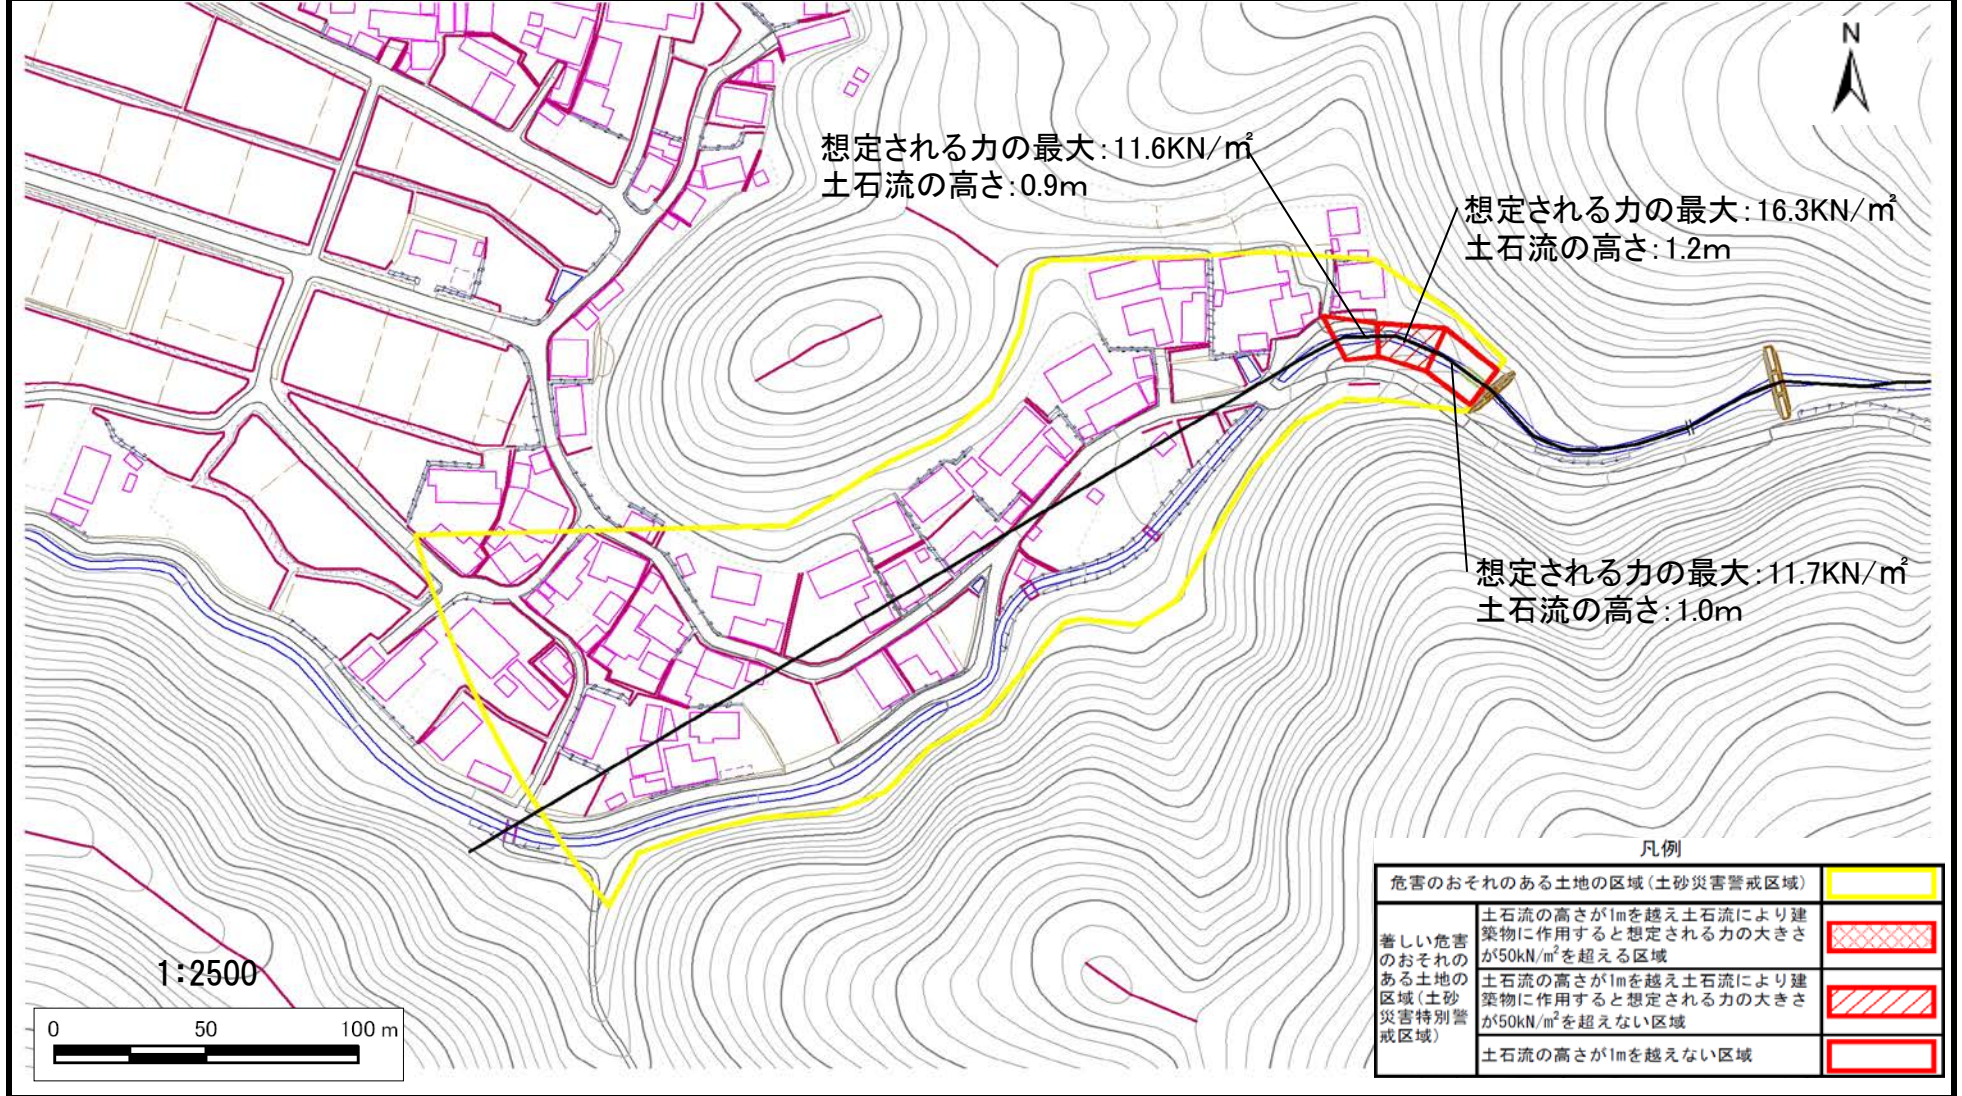 N
想定される力の最大：11.6KN/㎡
土石流の高さ：0.9m
想定される力の最大：16.3KN/㎡
土石流の高さ：1.2m
想定される力の最大：11.7KN/㎡
土石流の高さ：1.0m
1:2500
0 50 100 m
凡例
危害のおそれのある土地の区域（土砂災害警戒区域）
著しい危害
のおそれの
ある土地の
区域（土砂
災害特別警
戒区域）
土石流の高さが1mを越え土石流により建
築物に作用すると想定される力の大きさ
が50kN/㎡を超える区域
土石流の高さが1mを越え土石流により建
築物に作用すると想定される力の大きさ
が50kN/㎡を超えない区域
土石流の高さが1mを越えない区域